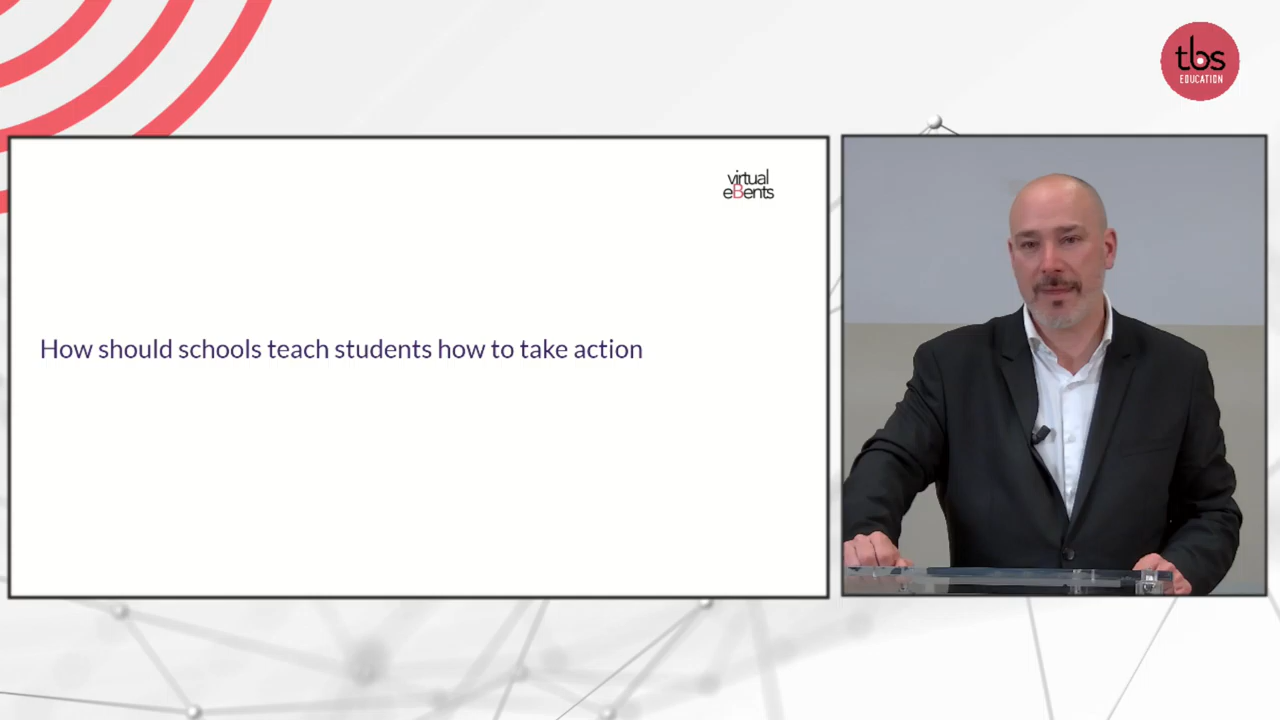 tbs
EDUCATION
virtual
eBents
How should schools teach students how to take action